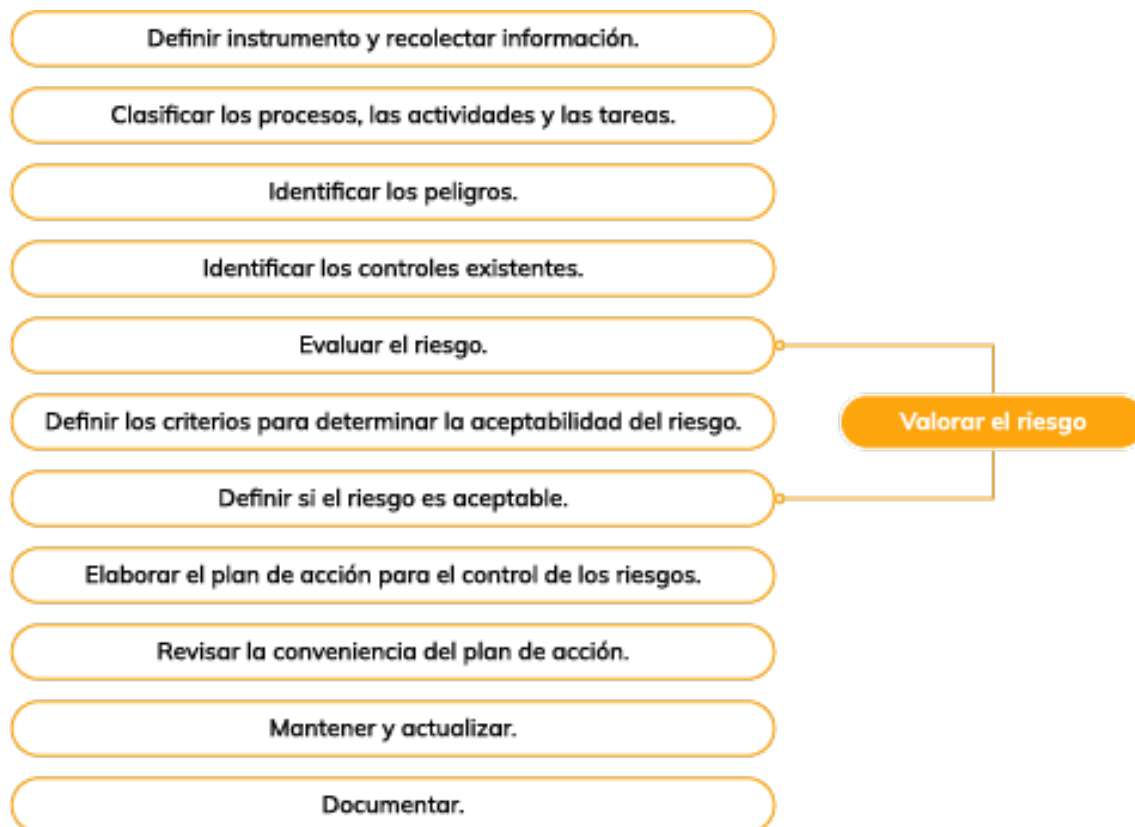 Definir instrumento y recolectar información.
Clasificar los procesos, las actividades y las tareas.
Identificar los peligros.
Identificar los controles existentes.
Evaluar el riesgo.
Definir los criterios para determinar la aceptabilidad del riesgo.
Valorar el riesgo
Definir si el riesgo es aceptable.
Elaborar el plan de acción para el control de los riesgos.
Revisar la conveniencia del plan de acción.
Mantener y actualizar.
Documentar.